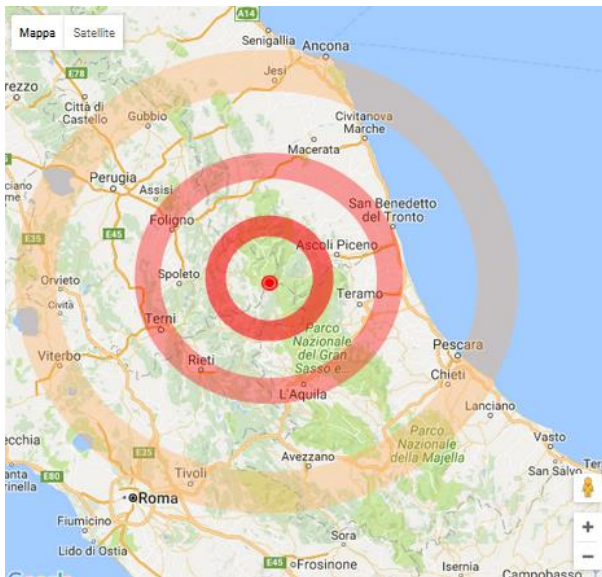 A14
Mappa
Satellite
Senigallia
Ancona
Jesi
E78
rezzo
Città di
Castello
Gubbio
Civitanova
Marche
Macerata
Perugia
Assisi
ciano
me
Foligno
San Benedetto
del Tronto
E35
E45
Ascoli Piceno
Orvieto
Spoleto
Civita
Teramo
Terni
Parco
Nazionale
del Gran
Sasso e...
Viterbo
Rieti
Pescara
Chieti
L'Aquila
Lanciano
ecchia
Parco
Nazionale
della Majella
Vasto
E35
Avezzano
Ter
San Salvo
anta
rinella
E80
Tivoli
Roma
Fiumicino
Sora
Lido di Ostia
E45
Frosinone
Isernia
Campobasso
+
−